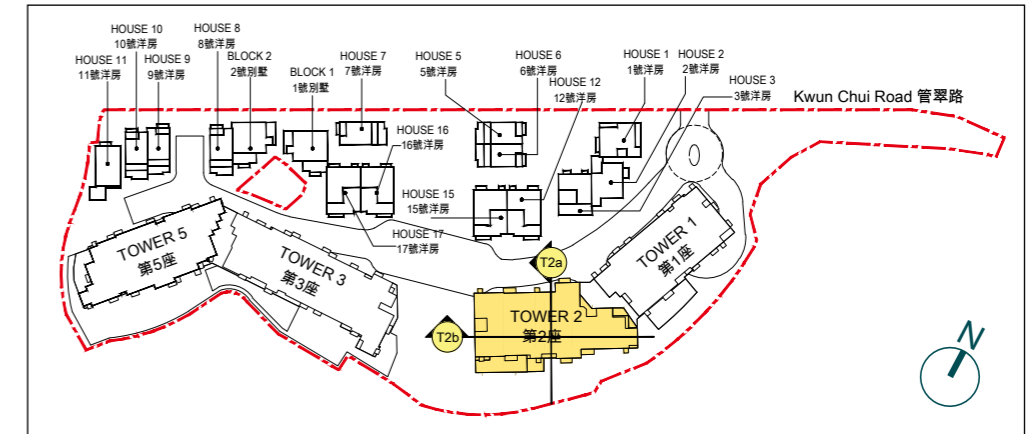 HOUSE 11
11號洋房
HOUSE 10
10號洋房
HOUSE 9
9號洋房
HOUSE 8
8號洋房
BLOCK 2
2號別墅
BLOCK 1
1號別墅
HOUSE 7
7號洋房
HOUSE 16
16號洋房
HOUSE 5
5號洋房
HOUSE 6
6號洋房
HOUSE 12
12號洋房
HOUSE 1
1號洋房
HOUSE 2
2號洋房
HOUSE 3
3號洋房
Kwun Chui Road 管翠路
HOUSE 15
15號洋房
HOUSE 17
17號洋房
TOWER 5
第5座
TOWER 3
第3座
TOWER 1
第1座
T2a
TOWER 2
第2座
T2b
N